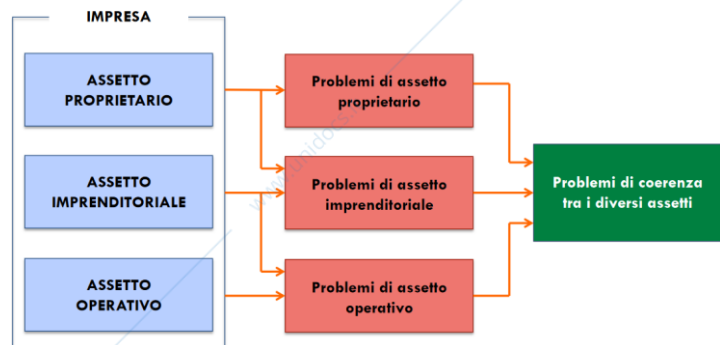 IMPRESA
ASSETTO
PROPRIETARIO
Problemi di assetto
proprietario
ASSETTO
IMPRENDITORIALE
Problemi di assetto
imprenditoriale
Problemi di coerenza
tra i diversi assetti
ASSETTO
OPERATIVO
Problemi di assetto
operativo